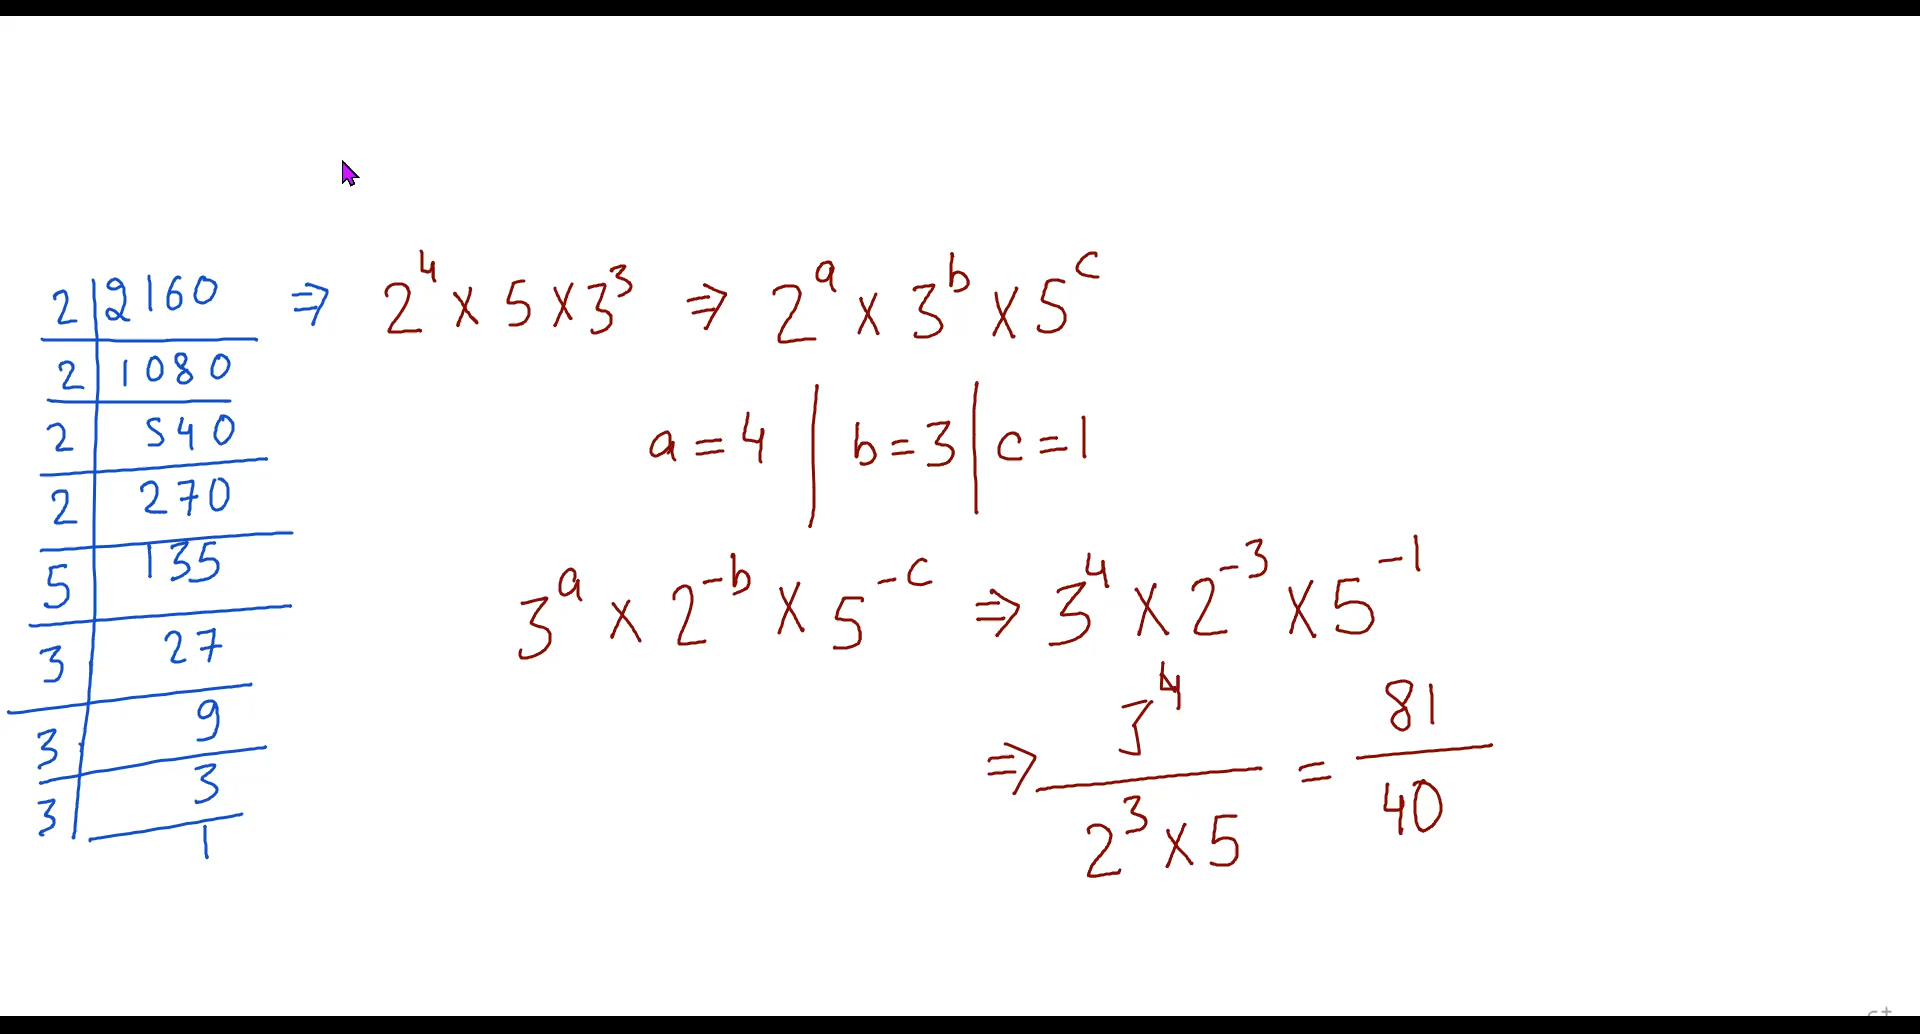 2 | 2160 ⇒ 2⁴ × 5 × 3³ ⇒ 2ᵃ × 3ᵇ × 5ᶜ
2 | 1080
2 | 540
a = 4 | b = 3 | c = 1
2 | 270
5 | 135
3ᵃ × 2⁻ᵇ × 5⁻ᶜ ⇒ 3⁴ × 2⁻³ × 5⁻¹
3 | 27
3 | 9
⇒ 3⁴ / 2³ × 5 = 81 / 40
3 | 3
1